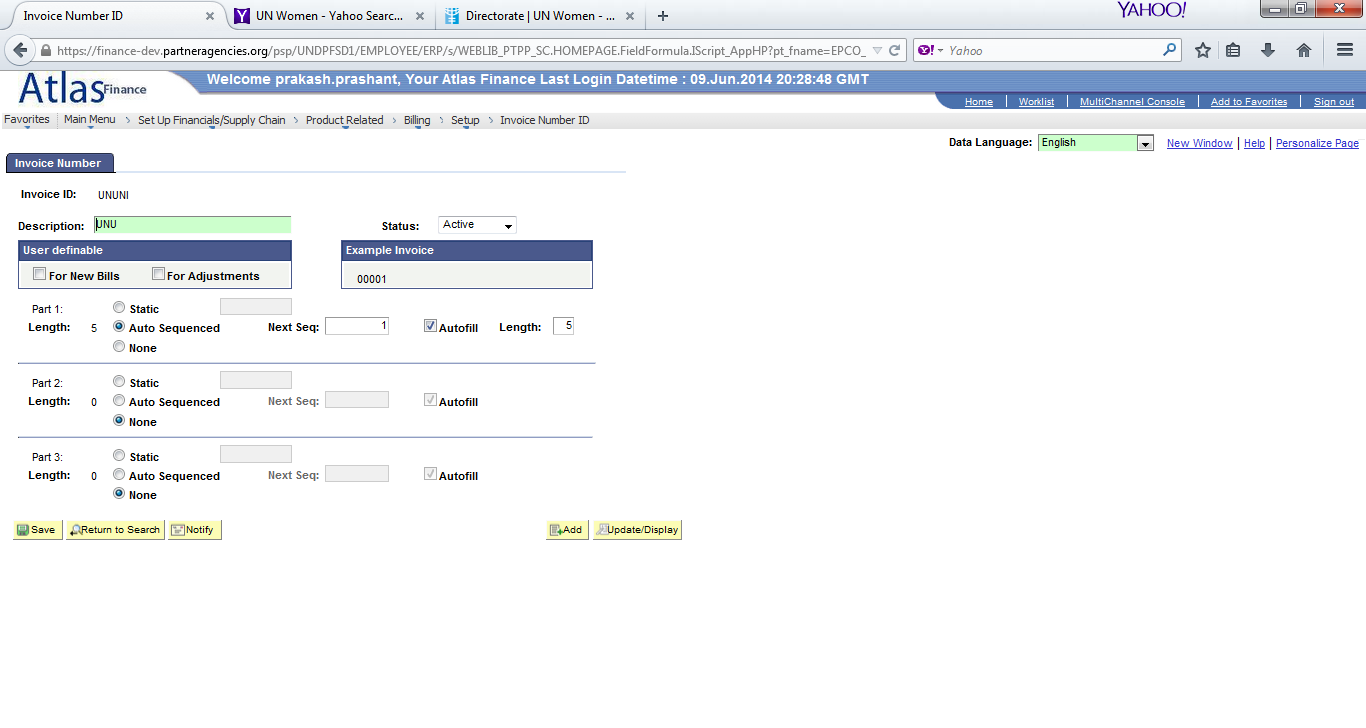 Invoice Number ID
UN Women - Yahoo Searc...
Directorate | UN Women - ...
YAHOO!
https://finance-dev.partneragencies.org/psp/UNDPFSD1/EMPLOYEE/ERP/s/WEBLIB_PTPP_SC.HOMEPAGE.FieldFormula.IScript_AppHP?pt_fname=EPCO_
Y! Yahoo
Atlas Finance
Welcome prakash.prashant, Your Atlas Finance Last Login Datetime : 09.Jun.2014 20:28:48 GMT
Home Worklist MultiChannel Console Add to Favorites Sign out
Favorites Main Menu > Set Up Financials/Supply Chain > Product Related > Billing > Setup > Invoice Number ID
Data Language: English New Window | Help | Personalize Page
Invoice Number
Invoice ID: UNUNI
Description: UNU Status: Active
User definable Example Invoice
For New Bills For Adjustments 00001
Part 1: Static
Length: 5 Auto Sequenced Next Seq: 1 Autofill Length: 5
None
Part 2: Static
Length: 0 Auto Sequenced Next Seq: Autofill
None
Part 3: Static
Length: 0 Auto Sequenced Next Seq: Autofill
None
Save Return to Search Notify Add Update/Display